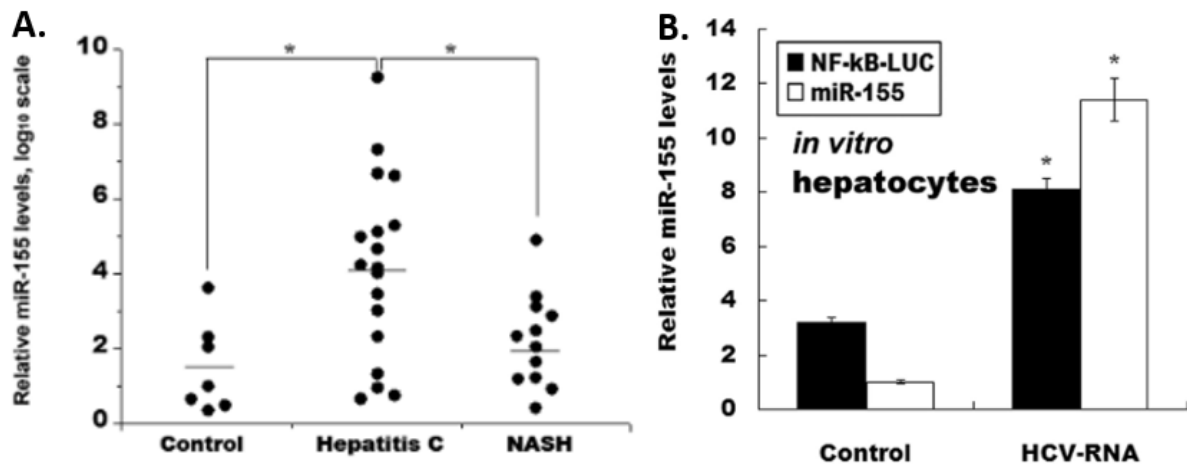 A.
Relative miR-155 levels, log10 scale
10
8
6
4
2
0
*
*
Control
Hepatitis C
NASH
B.
Relative miR-155 levels
14
12
10
8
6
4
2
0
NF-kB-LUC
miR-155
in vitro
hepatocytes
*
*
Control
HCV-RNA